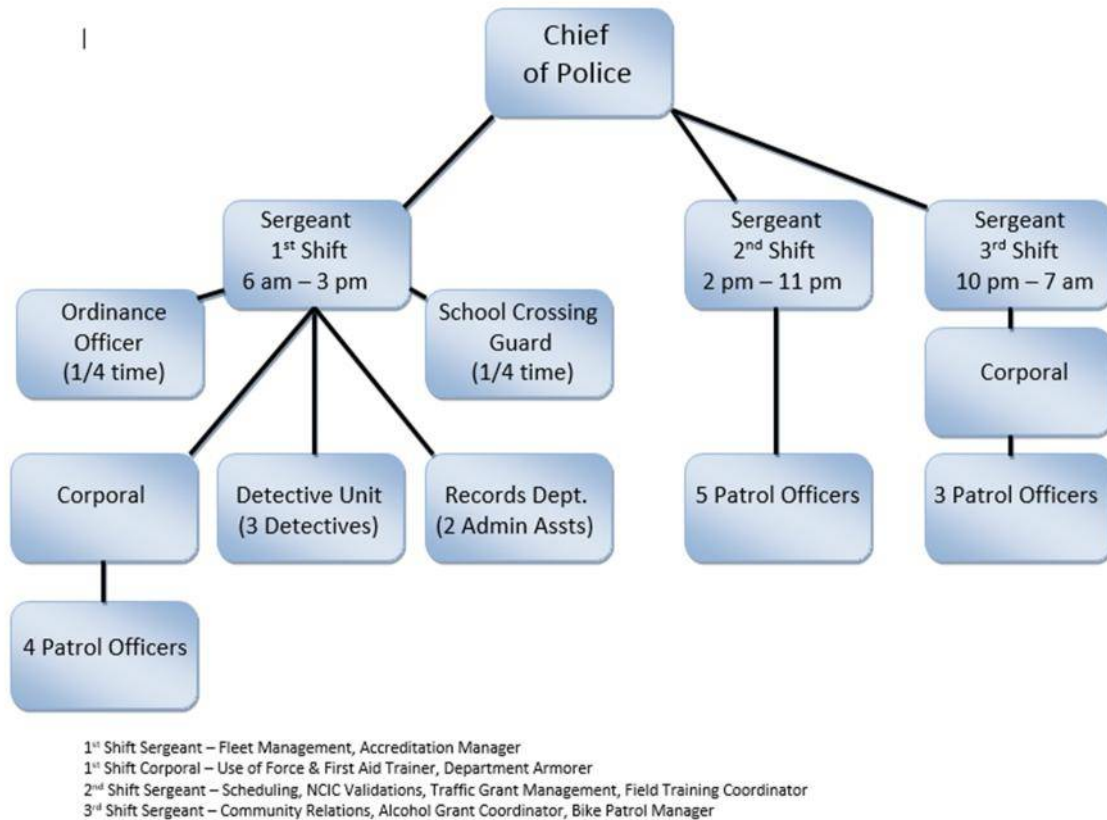 Chief
of Police
Sergeant
1st Shift
6 am – 3 pm
Sergeant
2nd Shift
2 pm – 11 pm
Sergeant
3rd Shift
10 pm – 7 am
Ordinance
Officer
(1/4 time)
School Crossing
Guard
(1/4 time)
Corporal
Corporal
Detective Unit
(3 Detectives)
Records Dept.
(2 Admin Assts)
5 Patrol Officers
3 Patrol Officers
4 Patrol Officers
1st Shift Sergeant – Fleet Management, Accreditation Manager
1st Shift Corporal – Use of Force & First Aid Trainer, Department Armorer
2nd Shift Sergeant – Scheduling, NCIC Validations, Traffic Grant Management, Field Training Coordinator
3rd Shift Sergeant – Community Relations, Alcohol Grant Coordinator, Bike Patrol Manager